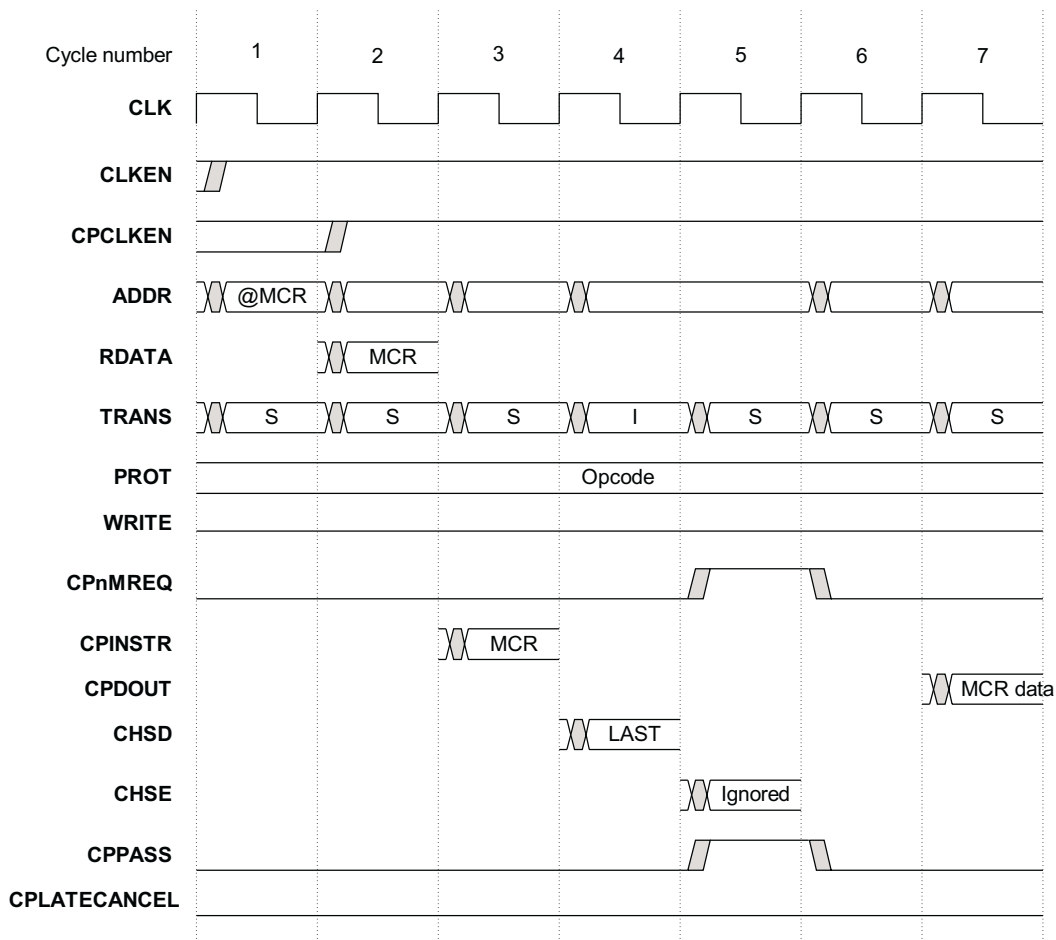 Cycle number 1 2 3 4 5 6 7
CLK
CLKEN
CPCLKEN
ADDR @MCR
RDATA MCR
TRANS S S S I S S S
PROT Opcode
WRITE
CPnMREQ
CPINSTR MCR
CPDOUT MCR data
CHSD LAST
CHSE Ignored
CPPASS
CPLATECANCEL